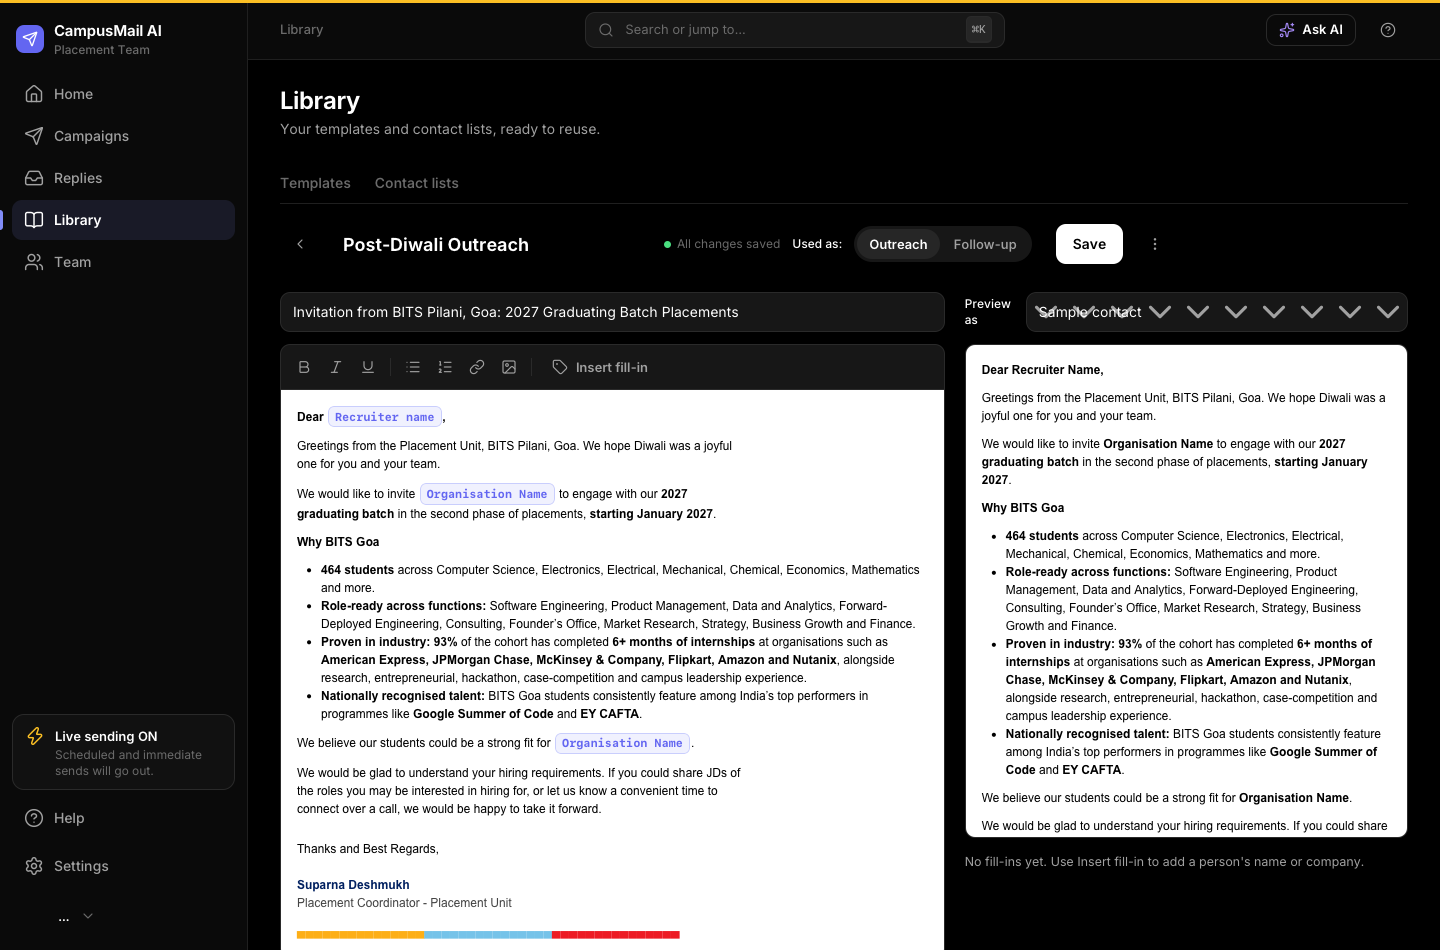 CampusMail AI
Placement Team
Home
Campaigns
Replies
Library
Team
Live sending ON
Scheduled and immediate
sends will go out.
Help
Settings
...
Library
Search or jump to...
⌘K
Ask AI
Library
Your templates and contact lists, ready to reuse.
Templates
Contact lists
Post-Diwali Outreach
All changes saved
Used as:
Outreach
Follow-up
Save
Invitation from BITS Pilani, Goa: 2027 Graduating Batch Placements
B I U
Insert fill-in
Dear Recruiter name,
Greetings from the Placement Unit, BITS Pilani, Goa. We hope Diwali was a joyful
one for you and your team.
We would like to invite Organisation Name to engage with our 2027
graduating batch in the second phase of placements, starting January 2027.
Why BITS Goa
• 464 students across Computer Science, Electronics, Electrical, Mechanical, Chemical, Economics, Mathematics
and more.
• Role-ready across functions: Software Engineering, Product Management, Data and Analytics, Forward-
Deployed Engineering, Consulting, Founder’s Office, Market Research, Strategy, Business Growth and Finance.
• Proven in industry: 93% of the cohort has completed 6+ months of internships at organisations such as
American Express, JPMorgan Chase, McKinsey & Company, Flipkart, Amazon and Nutanix, alongside
research, entrepreneurial, hackathon, case-competition and campus leadership experience.
• Nationally recognised talent: BITS Goa students consistently feature among India’s top performers in
programmes like Google Summer of Code and EY CAFTA.
We believe our students could be a strong fit for Organisation Name.
We would be glad to understand your hiring requirements. If you could share JDs of
the roles you may be interested in hiring for, or let us know a convenient time to
connect over a call, we would be happy to take it forward.
Thanks and Best Regards,
Suparna Deshmukh
Placement Coordinator - Placement Unit
Preview
as
Sample contact
Dear Recruiter Name,
Greetings from the Placement Unit, BITS Pilani, Goa. We hope Diwali was a
joyful one for you and your team.
We would like to invite Organisation Name to engage with our 2027
graduating batch in the second phase of placements, starting January
2027.
Why BITS Goa
• 464 students across Computer Science, Electronics, Electrical,
Mechanical, Chemical, Economics, Mathematics and more.
• Role-ready across functions: Software Engineering, Product
Management, Data and Analytics, Forward-Deployed Engineering,
Consulting, Founder’s Office, Market Research, Strategy, Business
Growth and Finance.
• Proven in industry: 93% of the cohort has completed 6+ months of
internships at organisations such as American Express, JPMorgan
Chase, McKinsey & Company, Flipkart, Amazon and Nutanix,
alongside research, entrepreneurial, hackathon, case-competition and
campus leadership experience.
• Nationally recognised talent: BITS Goa students consistently feature
among India’s top performers in programmes like Google Summer of
Code and EY CAFTA.
We believe our students could be a strong fit for Organisation Name.
We would be glad to understand your hiring requirements. If you could share
No fill-ins yet. Use Insert fill-in to add a person's name or company.